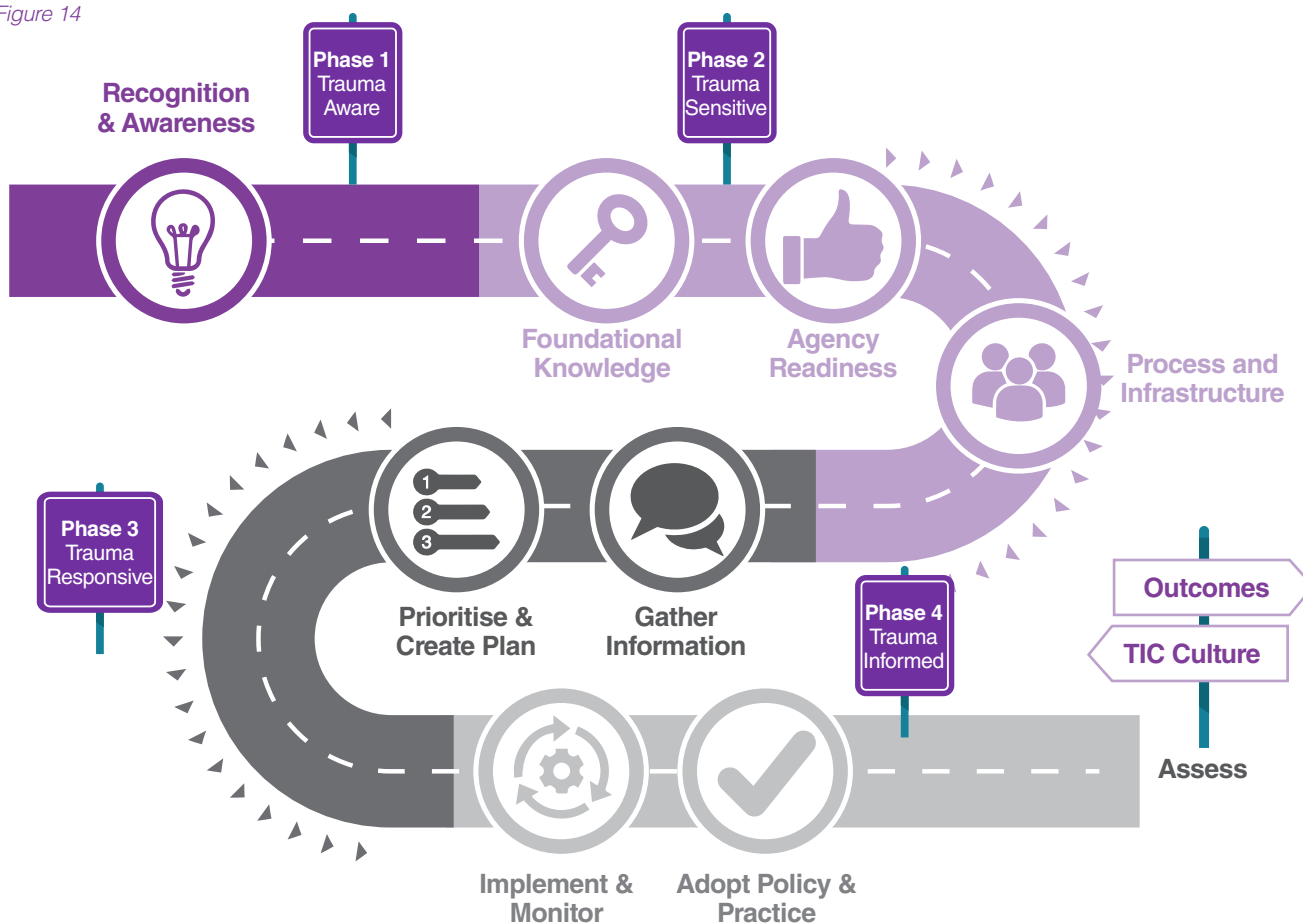 Figure 14
Phase 1
Trauma
Aware
Phase 2
Trauma
Sensitive
Recognition
& Awareness
Foundational
Knowledge
Agency
Readiness
Process and
Infrastructure
1
2
3
Phase 3
Trauma
Responsive
Prioritise &
Create Plan
Gather
Information
Phase 4
Trauma
Informed
Outcomes
TIC Culture
Assess
Implement &
Monitor
Adopt Policy &
Practice